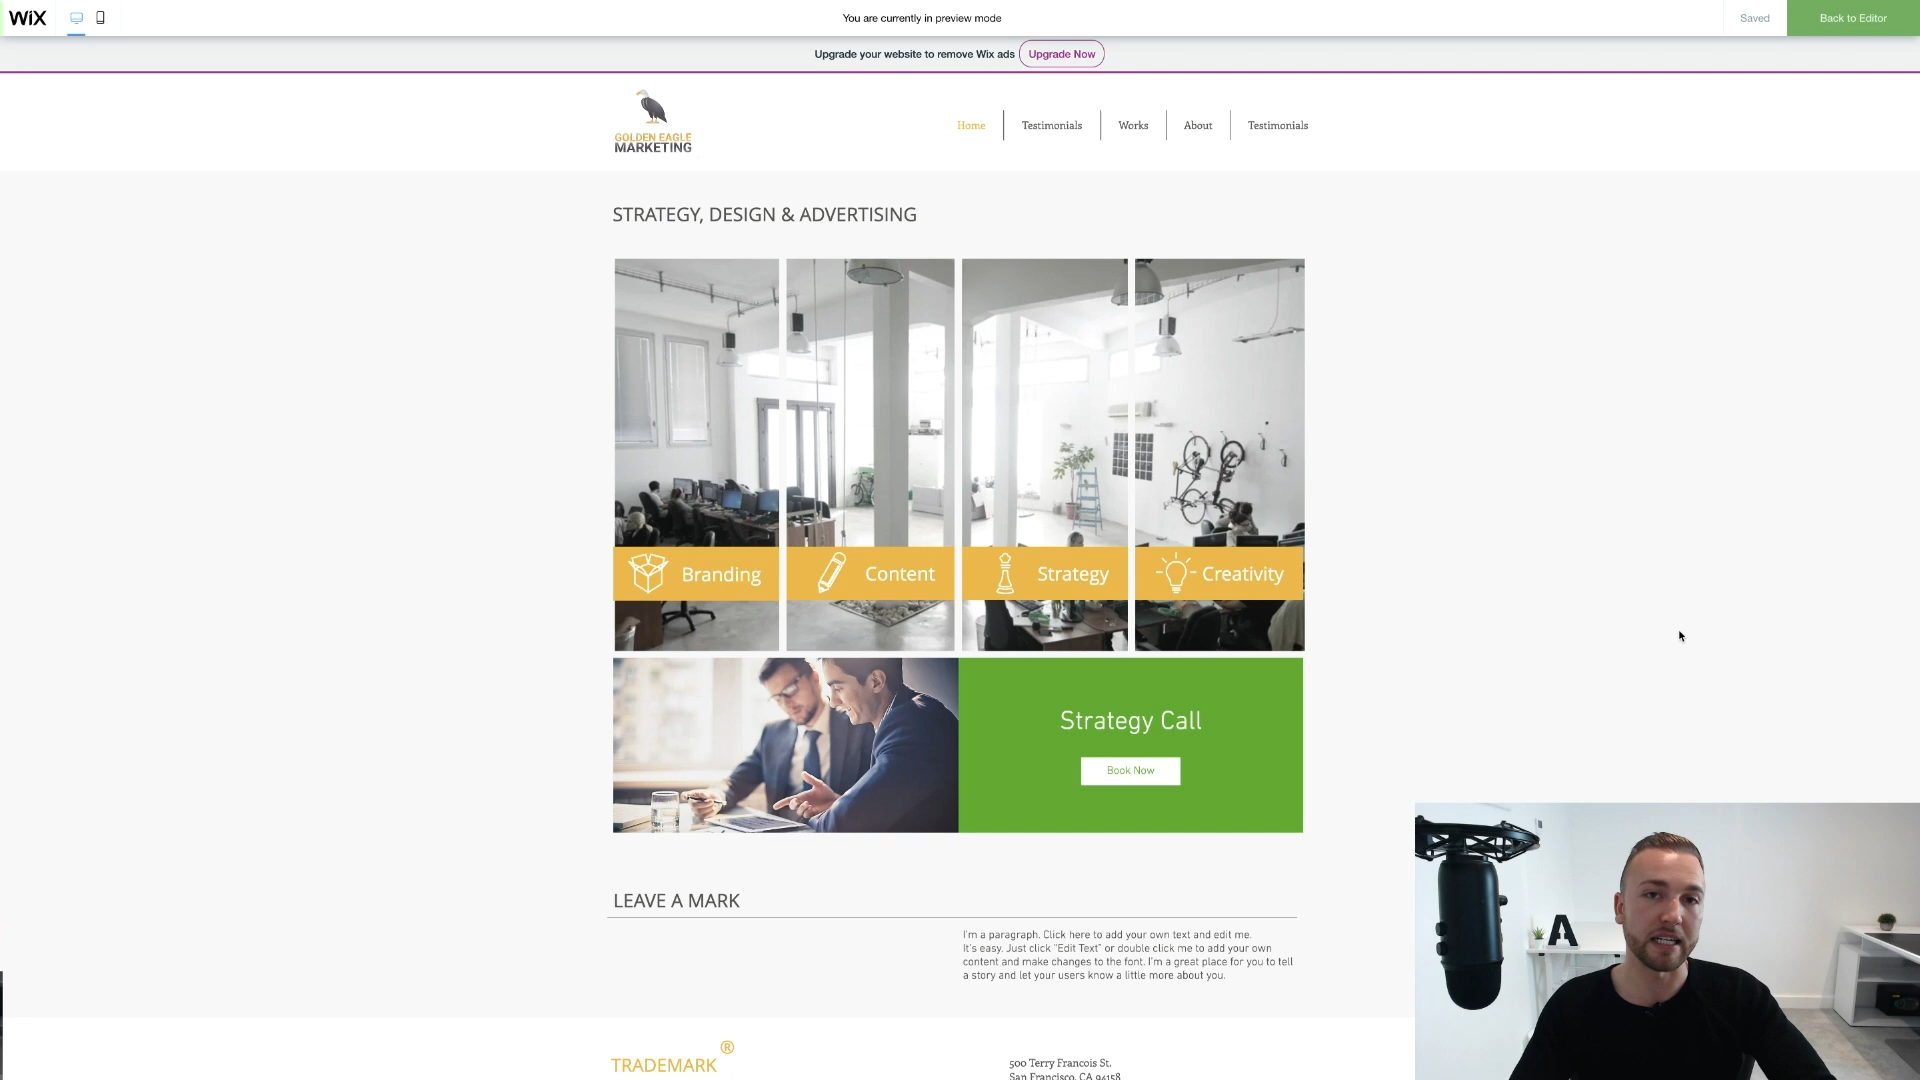 WiX
You are currently in preview mode
Saved
Back to Editor
Upgrade your website to remove Wix ads
Upgrade Now
GOLDEN EAGLE
MARKETING
Home
Testimonials
Works
About
Testimonials
STRATEGY, DESIGN & ADVERTISING
Branding
Content
Strategy
Creativity
Strategy Call
Book Now
LEAVE A MARK
I'm a paragraph. Click here to add your own text and edit me.
It's easy. Just click "Edit Text" or double click me to add your own
content and make changes to the font. I'm a great place for you to tell
a story and let your users know a little more about you.
TRADEMARK ®
500 Terry Francois St.
San Francisco, CA 94158
A